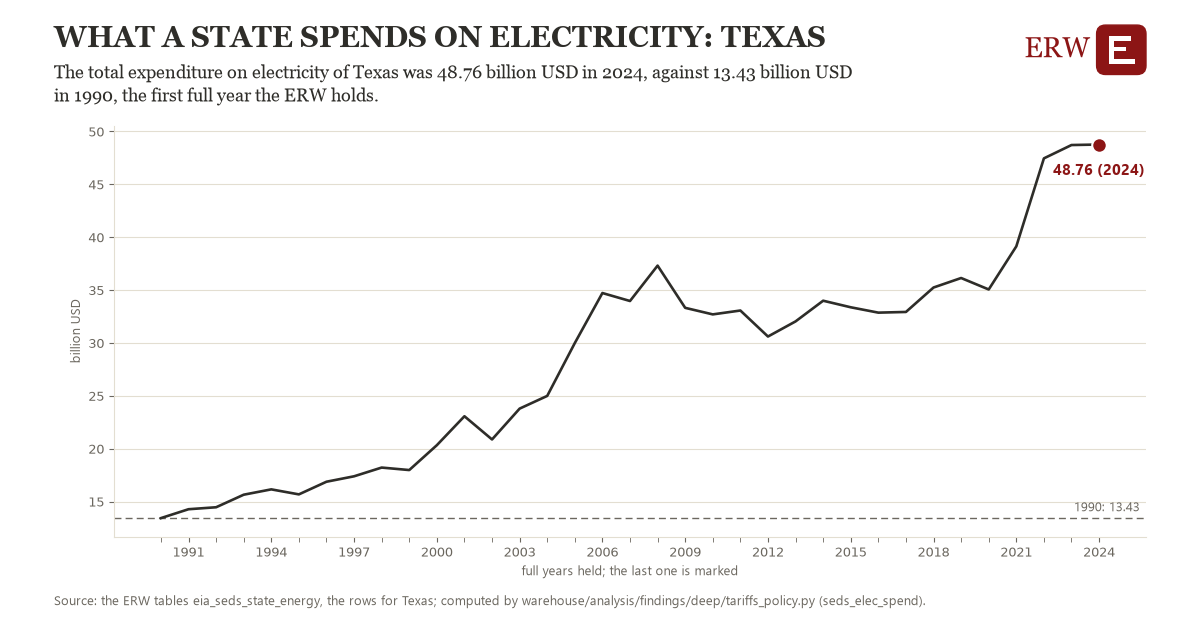 WHAT A STATE SPENDS ON ELECTRICITY: TEXAS
The total expenditure on electricity of Texas was 48.76 billion USD in 2024, against 13.43 billion USD
in 1990, the first full year the ERW holds.
ERW E
50
45
40
35
30
25
20
15
billion USD
48.76 (2024)
1990: 13.43
1991 1994 1997 2000 2003 2006 2009 2012 2015 2018 2021 2024
full years held; the last one is marked
Source: the ERW tables eia_seds_state_energy, the rows for Texas; computed by warehouse/analysis/findings/deep/tariffs_policy.py (seds_elec_spend).